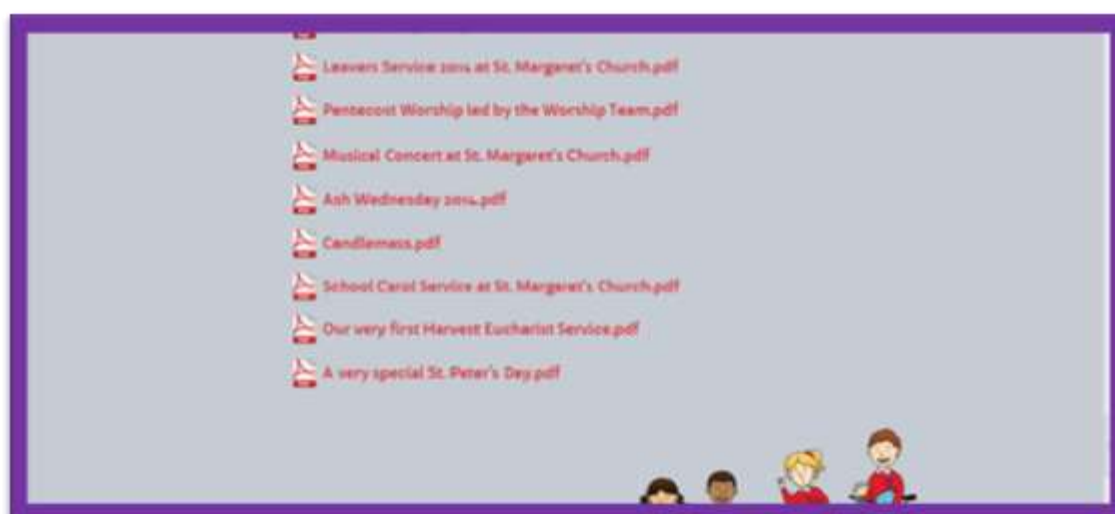 Leavers Service 2014 at St. Margaret's Church.pdf
Pentecost Worship led by the Worship Team.pdf
Musical Concert at St. Margaret's Church.pdf
Ash Wednesday 2014.pdf
Candlemass.pdf
School Carol Service at St. Margaret's Church.pdf
Our very first Harvest Eucharist Service.pdf
A very special St. Peter's Day.pdf